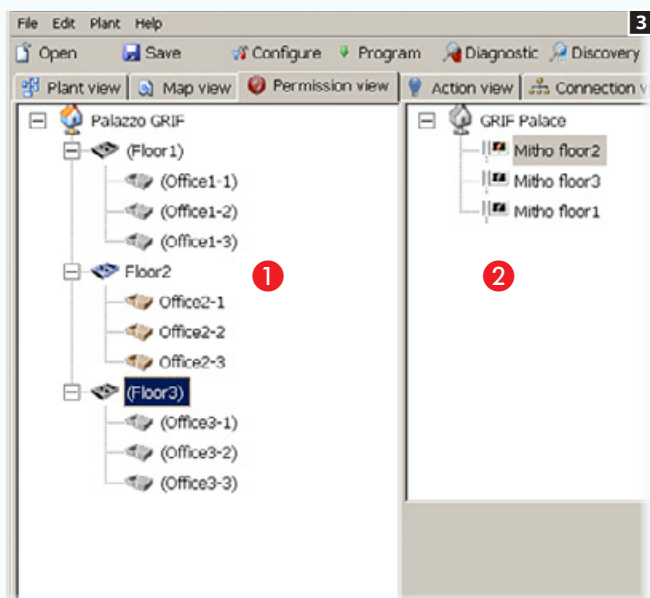 File Edit Plant Help
3
Open Save Configure Program Diagnostic Discovery
Plant view Map view Permission view Action view Connection v
Palazzo GRIF
(Floor1)
(Office1-1)
(Office1-2)
(Office1-3)
Floor2
Office2-1
Office2-2
Office2-3
(Floor3)
(Office3-1)
(Office3-2)
(Office3-3)
1
GRIF Palace
Mitho floor2
Mitho floor3
Mitho floor1
2